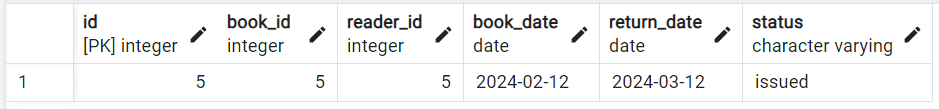 id book_id reader_id book_date return_date status
[PK] integer integer integer date date character varying
1 5 5 5 2024-02-12 2024-03-12 issued